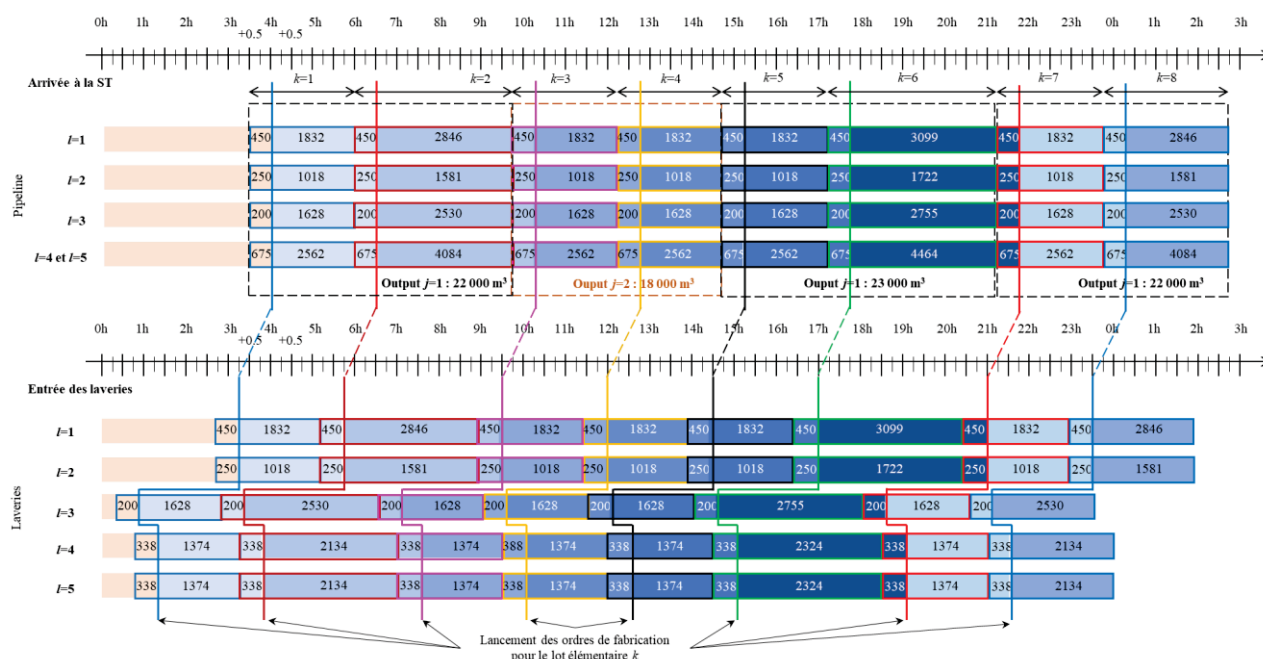 0h 1h 2h 3h 4h 5h 6h 7h 8h 9h 10h 11h 12h 13h 14h 15h 16h 17h 18h 19h 20h 21h 22h 23h 0h 1h 2h 3h
+0.5 +0.5
Arrivée à la ST
k=1 k=2 k=3 k=4 k=5 k=6 k=7 k=8
Pipeline
l=1 450 1832 450 2846 450 1832 450 1832 450 1832 450 3099 450 1832 450 2846
l=2 250 1018 250 1581 250 1018 250 1018 250 1018 250 1722 250 1018 250 1581
l=3 200 1628 200 2530 200 1628 200 1628 200 1628 200 2755 200 1628 200 2530
l=4 et l=5 675 2562 675 4084 675 2562 675 2562 675 2562 675 4464 675 2562 675 4084
Output j=1 : 22 000 m³ Ouput j=2 : 18 000 m³ Ouput j=1 : 23 000 m³ Output j=1 : 22 000 m³
0h 1h 2h 3h 4h 5h 6h 7h 8h 9h 10h 11h 12h 13h 14h 15h 16h 17h 18h 19h 20h 21h 22h 23h 0h 1h 2h 3h
+0.5 +0.5
Entrée des laveries
Laveries
l=1 450 1832 450 2846 450 1832 450 1832 450 1832 450 3099 450 1832 450 2846
l=2 250 1018 250 1581 250 1018 250 1018 250 1018 250 1722 250 1018 250 1581
l=3 200 1628 200 2530 200 1628 200 1628 200 1628 200 2755 200 1628 200 2530
l=4 338 1374 338 2134 338 1374 388 1374 338 1374 338 2324 338 1374 338 2134
l=5 338 1374 338 2134 338 1374 338 1374 338 1374 338 2324 338 1374 338 2134
Lancement des ordres de fabrication
pour le lot élémentaire k